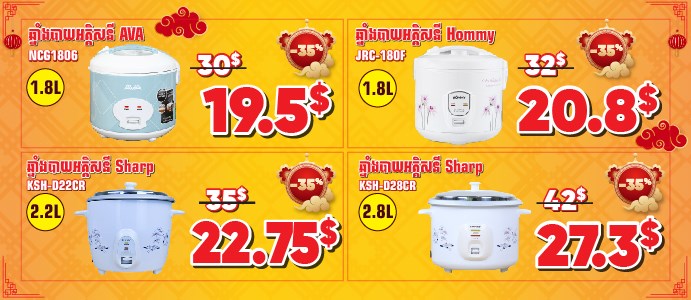 ឆ្នាំងបាយអគ្គិសនី AVA
NCG1806
1.8L
30$
-35%
19.5$
ឆ្នាំងបាយអគ្គិសនី Hommy
JRC-180F
1.8L
32$
-35%
20.8$
ឆ្នាំងបាយអគ្គិសនី Sharp
KSH-D22CR
2.2L
35$
-35%
22.75$
ឆ្នាំងបាយអគ្គិសនី Sharp
KSH-D28CR
2.8L
42$
-35%
27.3$